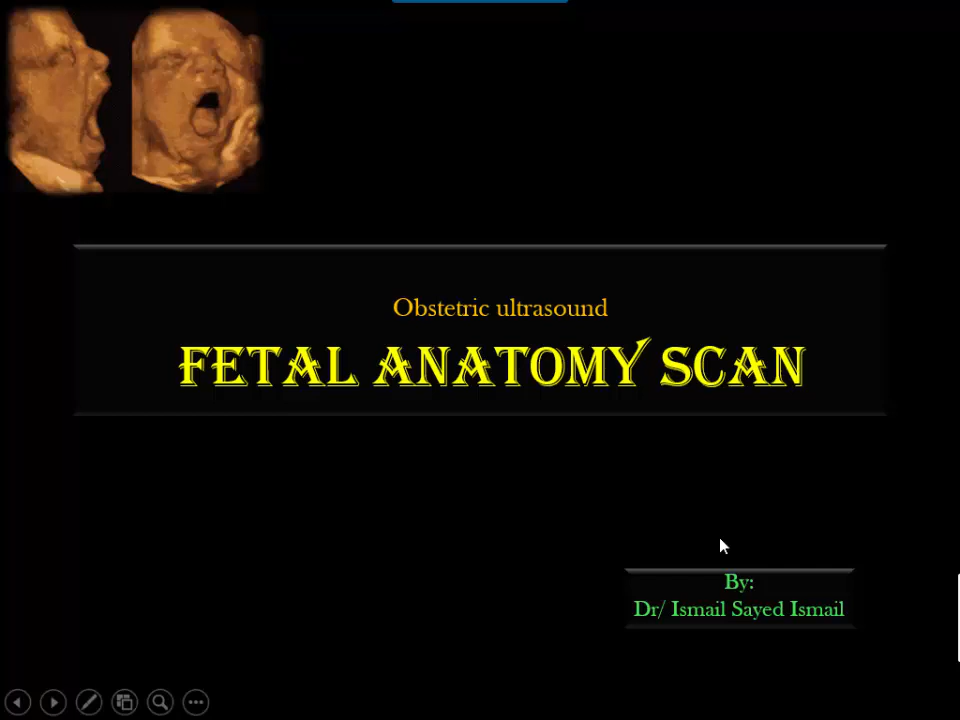 Obstetric ultrasound
FETAL ANATOMY SCAN
By:
Dr/ Ismail Sayed Ismail